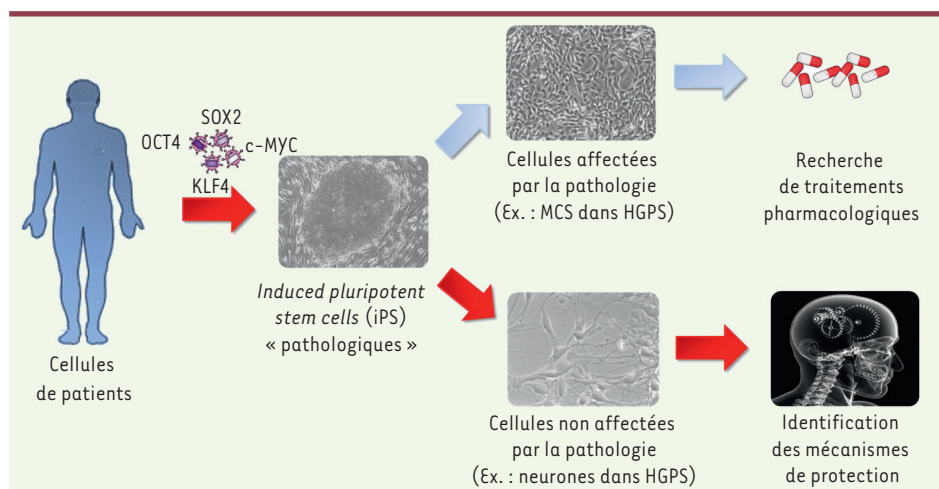 SOX2
OCT4
c-MYC
KLF4
Cellules
de patients
Induced pluripotent
stem cells (iPS)
« pathologiques »
Cellules affectées
par la pathologie
(Ex. : MCS dans HGPS)
Recherche
de traitements
pharmacologiques
Cellules non affectées
par la pathologie
(Ex. : neurones dans HGPS)
Identification
des mécanismes
de protection